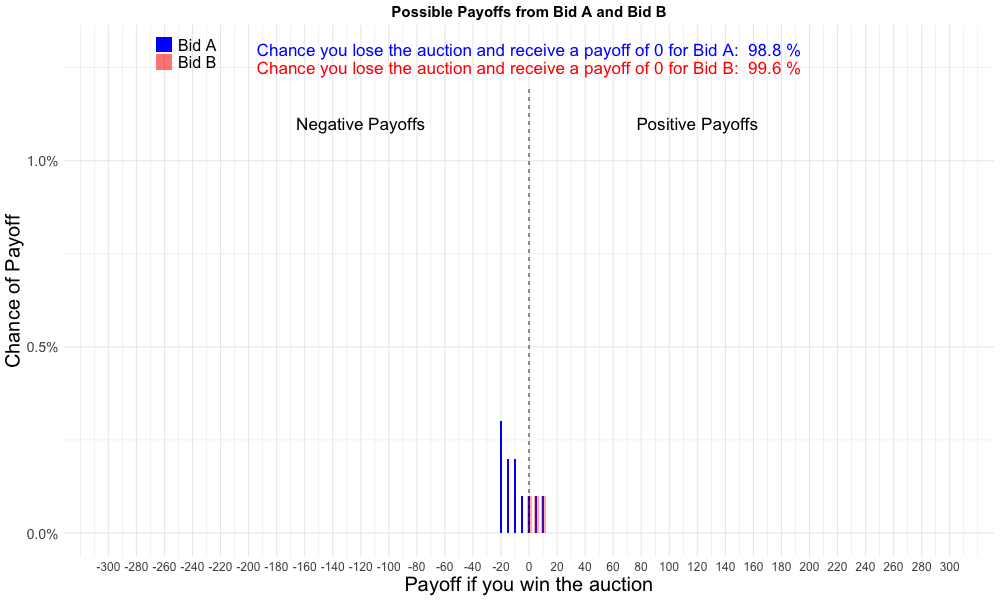 Possible Payoffs from Bid A and Bid B
Bid A
Bid B
Chance you lose the auction and receive a payoff of 0 for Bid A: 98.8 %
Chance you lose the auction and receive a payoff of 0 for Bid B: 99.6 %
Negative Payoffs
Positive Payoffs
Chance of Payoff
1.0%
0.5%
0.0%
-300 -280 -260 -240 -220 -200 -180 -160 -140 -120 -100 -80 -60 -40 -20 0 20 40 60 80 100 120 140 160 180 200 220 240 260 280 300
Payoff if you win the auction